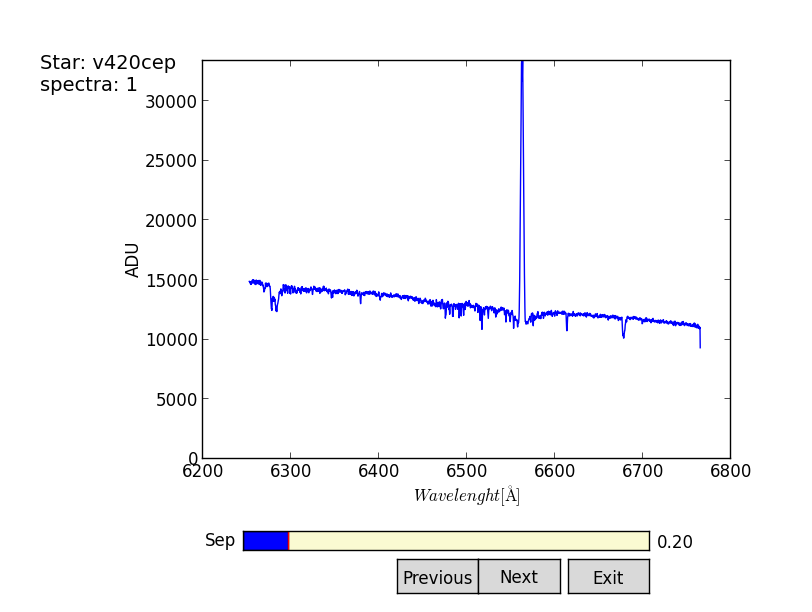 Star: v420cep
spectra: 1
30000
25000
20000
15000
10000
5000
0
ADU
6200 6300 6400 6500 6600 6700 6800
Wavelenght[Å]
Sep 0.20
Previous Next Exit